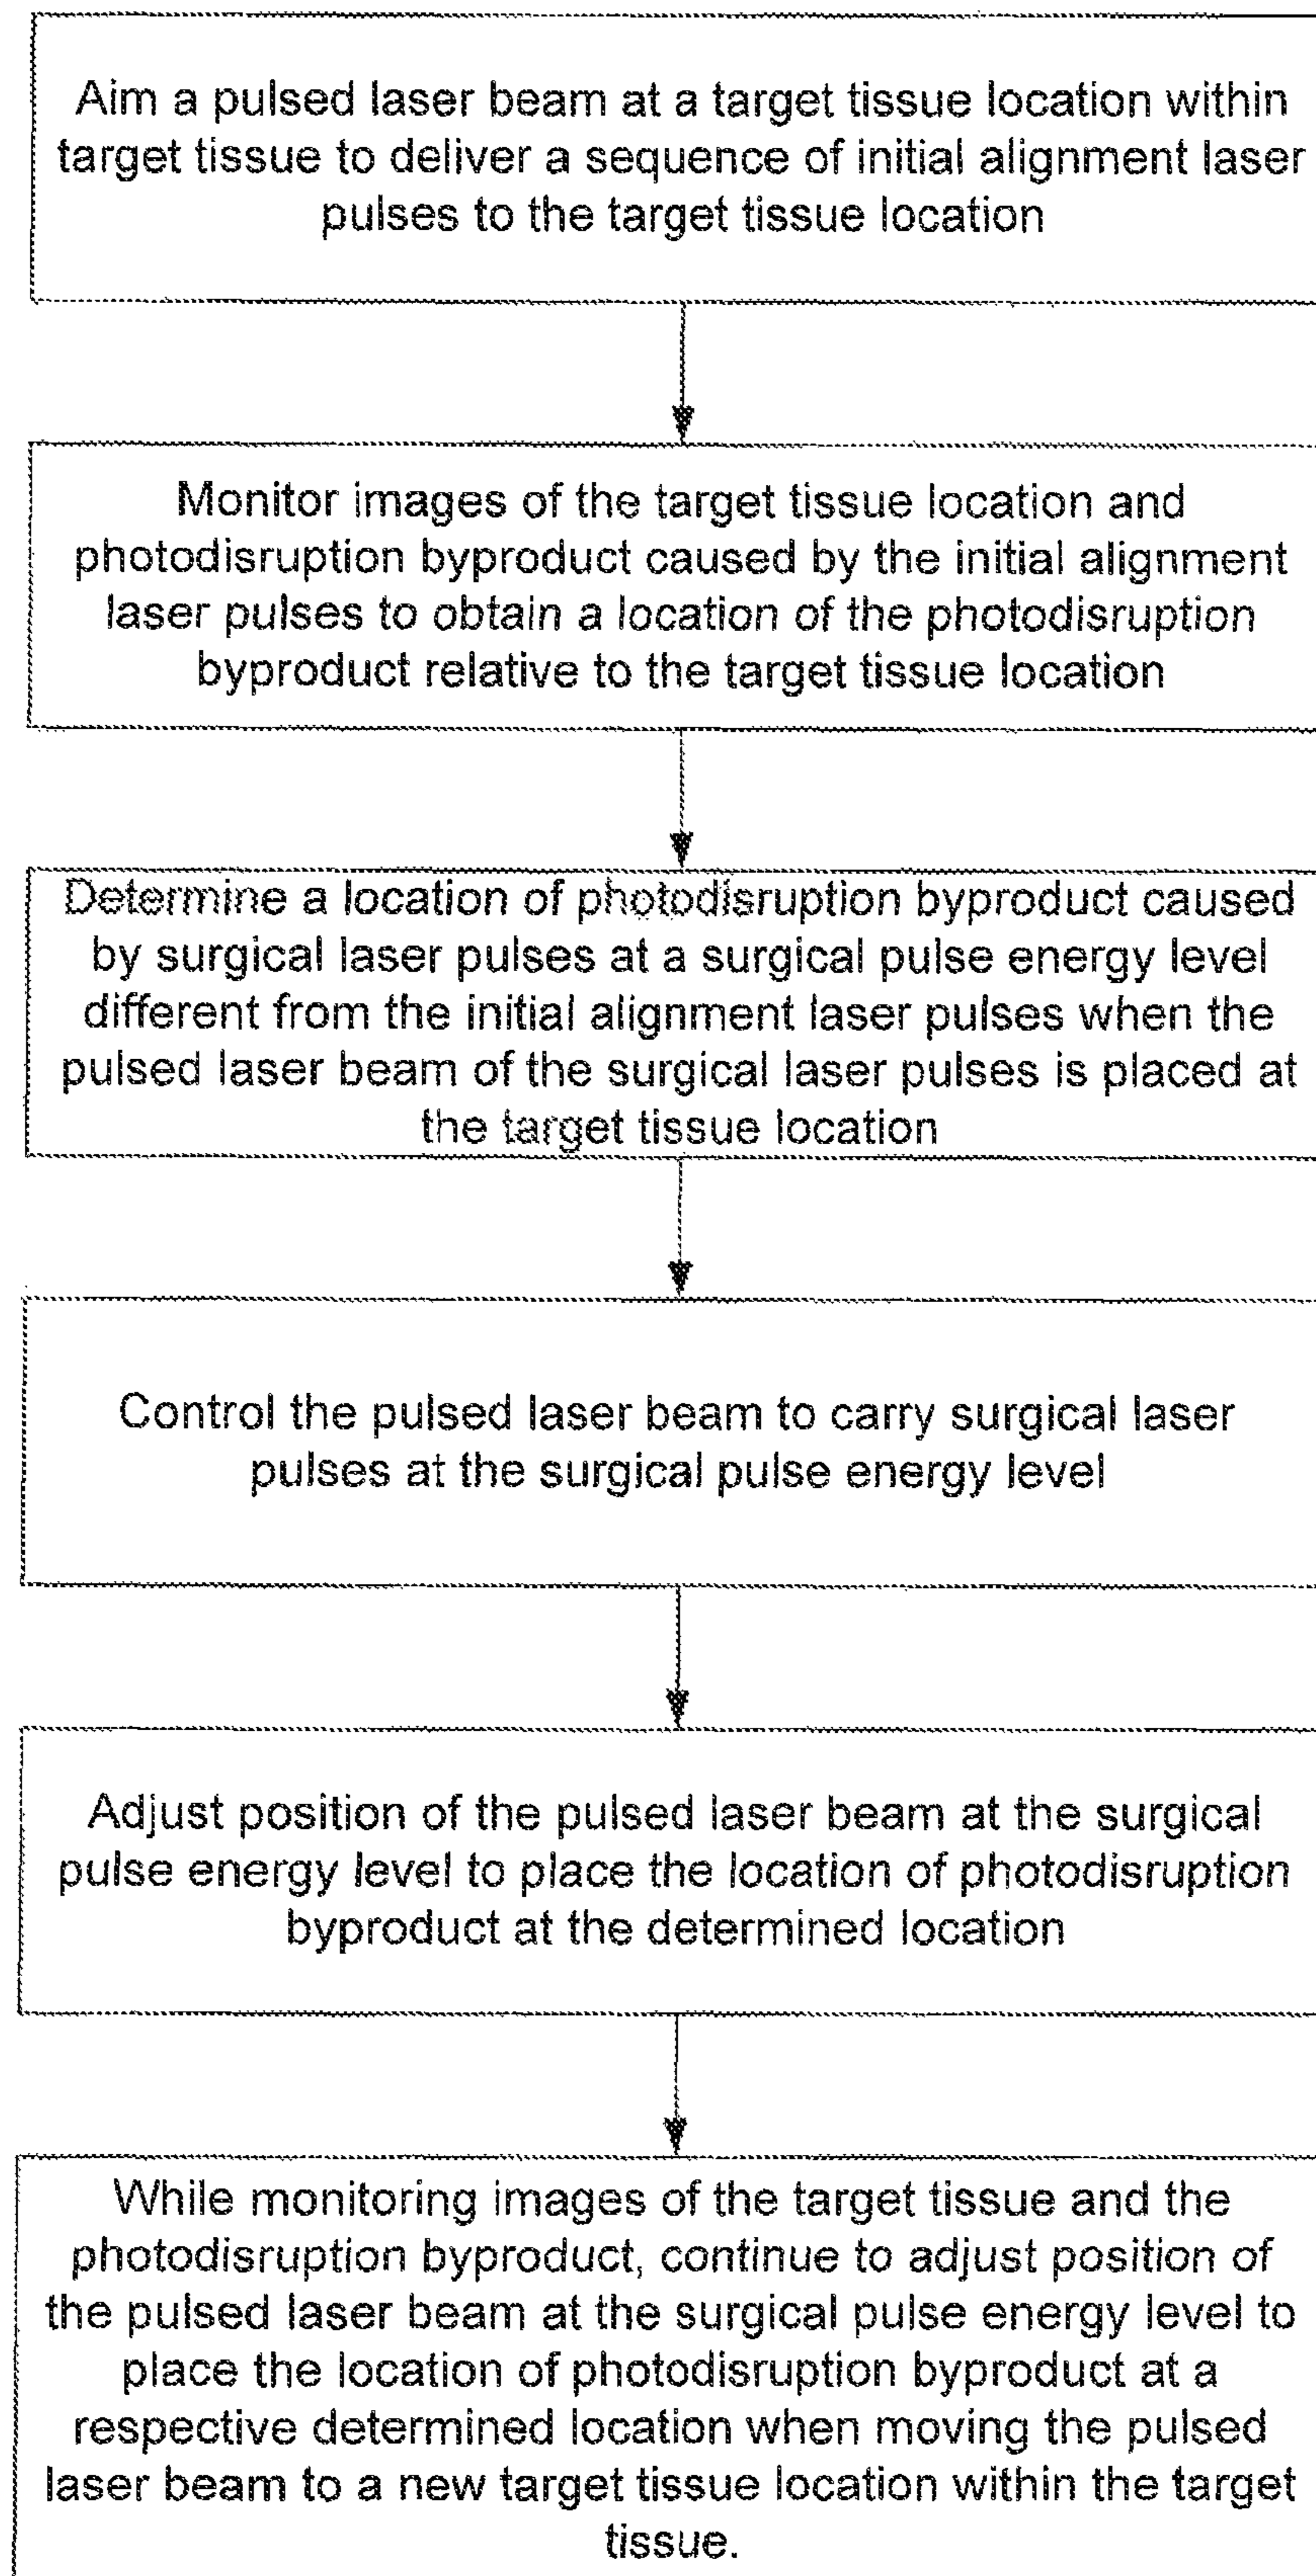 Aim a pulsed laser beam at a target tissue location within
target tissue to deliver a sequence of initial alignment laser
pulses to the target tissue location
Monitor images of the target tissue location and
photodisruption byproduct caused by the initial alignment
laser pulses to obtain a location of the photodisruption
byproduct relative to the target tissue location
Determine a location of photodisruption byproduct caused
by surgical laser pulses at a surgical pulse energy level
different from the initial alignment laser pulses when the
pulsed laser beam of the surgical laser pulses is placed at
the target tissue location
Control the pulsed laser beam to carry surgical laser
pulses at the surgical pulse energy level
Adjust position of the pulsed laser beam at the surgical
pulse energy level to place the location of photodisruption
byproduct at the determined location
While monitoring images of the target tissue and the
photodisruption byproduct, continue to adjust position of
the pulsed laser beam at the surgical pulse energy level to
place the location of photodisruption byproduct at a
respective determined location when moving the pulsed
laser beam to a new target tissue location within the target
tissue.